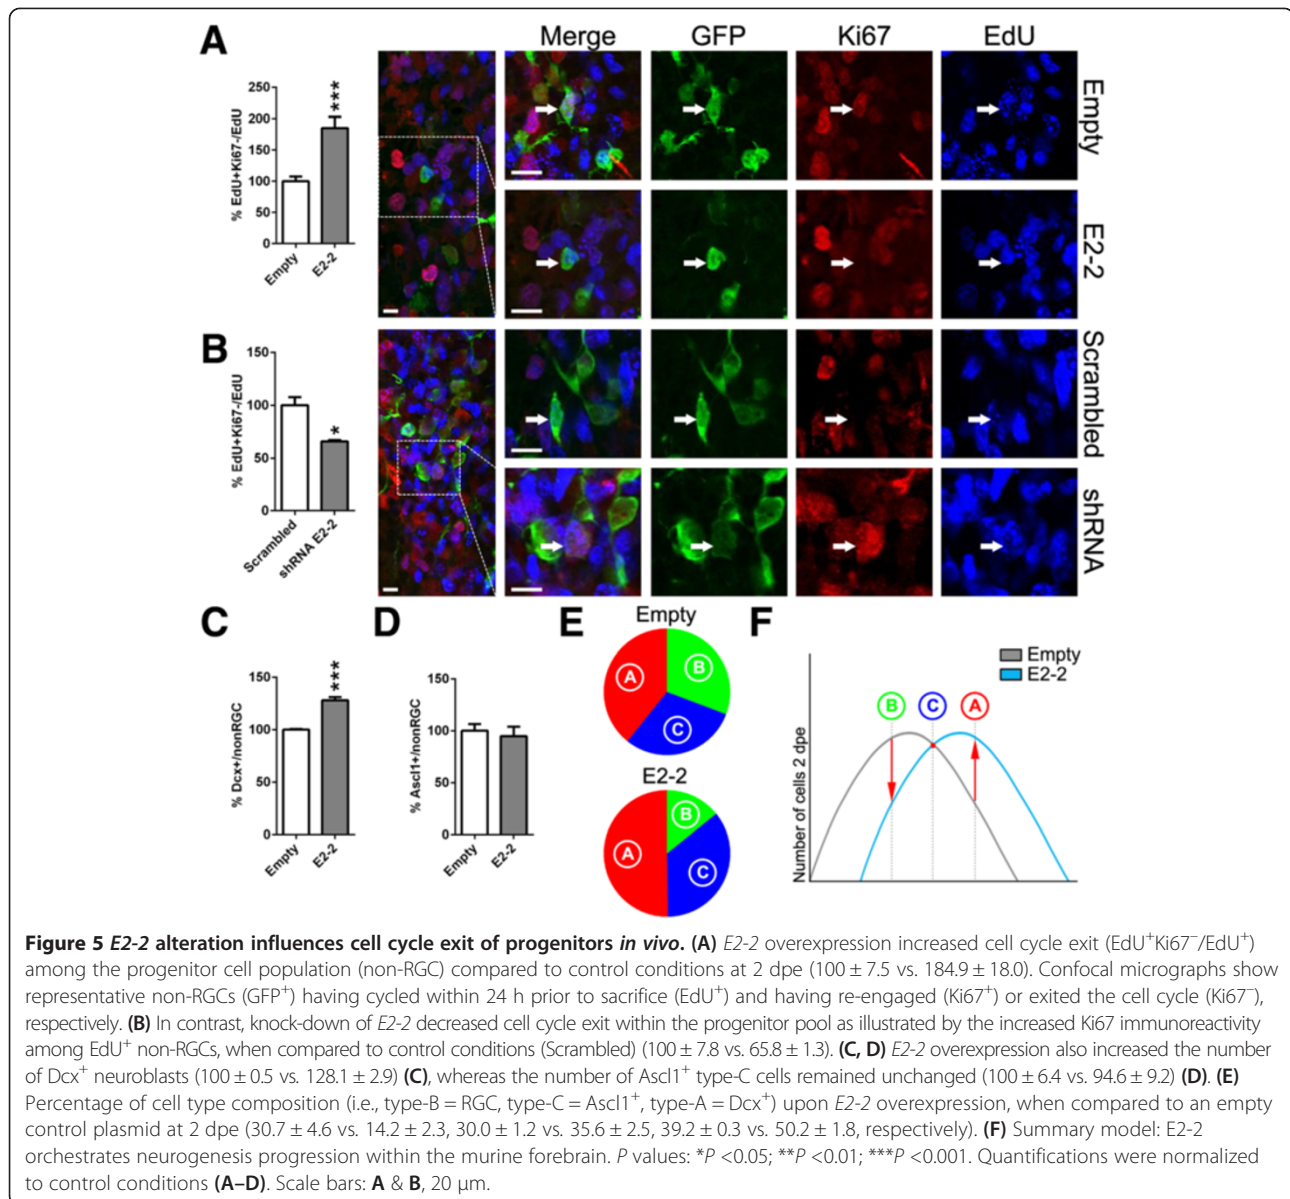 A
Merge
GFP
Ki67
EdU
% EdU+Ki67-/EdU
250
200
150
100
50
0
***
Empty
E2-2
Empty
E2-2
B
% EdU+Ki67-/EdU
150
100
50
0
*
Scrambled
shRNA E2-2
Scrambled
shRNA
C
% Dcx+/nonRGC
150
100
50
0
***
Empty
E2-2
D
% Ascl1+/nonRGC
150
100
50
0
Empty
E2-2
E
Empty
A
B
C
E2-2
A
B
C
F
Empty
E2-2
B
C
A
Number of cells 2 dpe
Figure 5 E2-2 alteration influences cell cycle exit of progenitors in vivo. (A) E2-2 overexpression increased cell cycle exit (EdU⁺Ki67⁻/EdU⁺)
among the progenitor cell population (non-RGC) compared to control conditions at 2 dpe (100 ± 7.5 vs. 184.9 ± 18.0). Confocal micrographs show
representative non-RGCs (GFP⁺) having cycled within 24 h prior to sacrifice (EdU⁺) and having re-engaged (Ki67⁺) or exited the cell cycle (Ki67⁻),
respectively. (B) In contrast, knock-down of E2-2 decreased cell cycle exit within the progenitor pool as illustrated by the increased Ki67 immunoreactivity
among EdU⁺ non-RGCs, when compared to control conditions (Scrambled) (100 ± 7.8 vs. 65.8 ± 1.3). (C, D) E2-2 overexpression also increased the number
of Dcx⁺ neuroblasts (100 ± 0.5 vs. 128.1 ± 2.9) (C), whereas the number of Ascl1⁺ type-C cells remained unchanged (100 ± 6.4 vs. 94.6 ± 9.2) (D). (E)
Percentage of cell type composition (i.e., type-B = RGC, type-C = Ascl1⁺, type-A = Dcx⁺) upon E2-2 overexpression, when compared to an empty
control plasmid at 2 dpe (30.7 ± 4.6 vs. 14.2 ± 2.3, 30.0 ± 1.2 vs. 35.6 ± 2.5, 39.2 ± 0.3 vs. 50.2 ± 1.8, respectively). (F) Summary model: E2-2
orchestrates neurogenesis progression within the murine forebrain. P values: *P <0.05; **P <0.01; ***P <0.001. Quantifications were normalized
to control conditions (A–D). Scale bars: A & B, 20 μm.